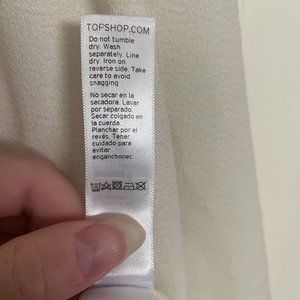 TOPSHOP.COM
Do not tumble
dry. Wash
separately. Line
dry. Iron on
reverse side. Take
care to avoid
snagging
No secar en la
secadora. Lavar
por separado.
Secar colgado en
la cuerda.
Planchar por el
revés. Tener
cuidado para
evitar
enganchones